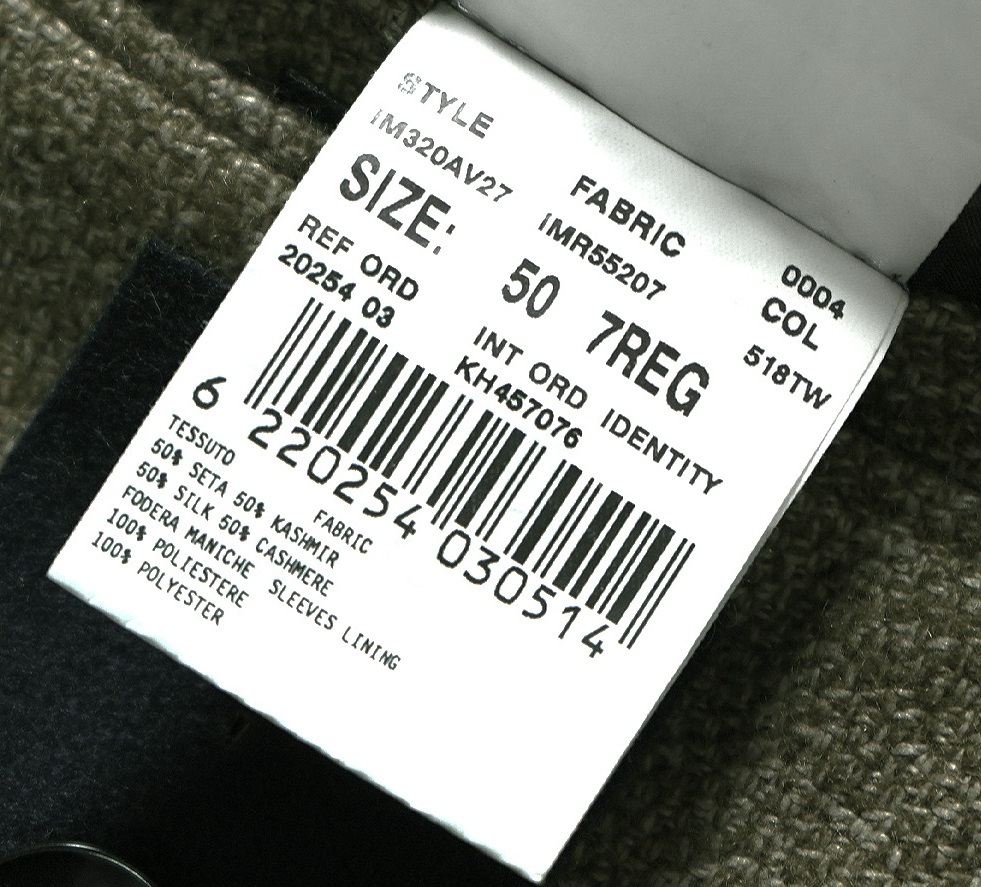 STYLE FABRIC 0004
IM320AV27 IMR55207 COL
SIZE: 50 7REG 518TW
REF ORD INT ORD IDENTITY
20254 03 KH457076
6 220254 030514
TESSUTO FABRIC
50% SETA 50% KASHMIR
50% SILK 50% CASHMERE
FODERA MANICHE SLEEVES LINING
100% POLIESTERE
100% POLYESTER